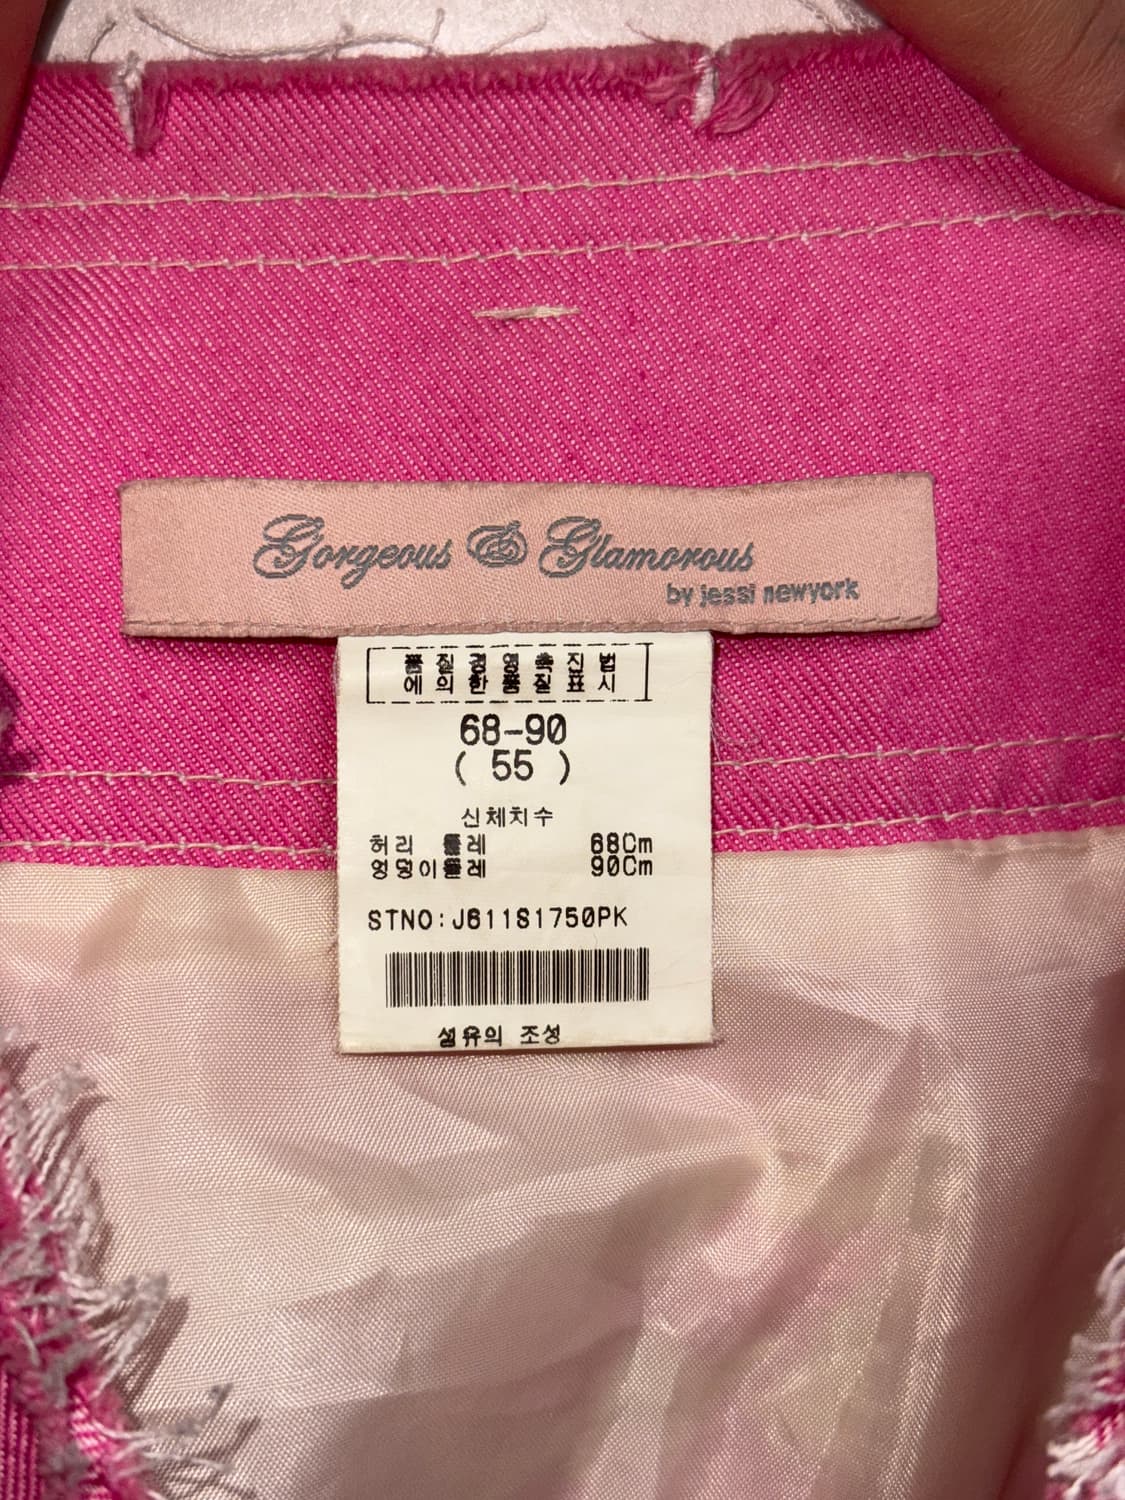 Gorgeous & Glamorous
by jessi newyork
품질경영촉진법
에의한품질표시
68-90
( 55 )
신체치수
허리 둘레 68Cm
엉덩이둘레 90Cm
STNO:J611S1750PK
섬유의 조성